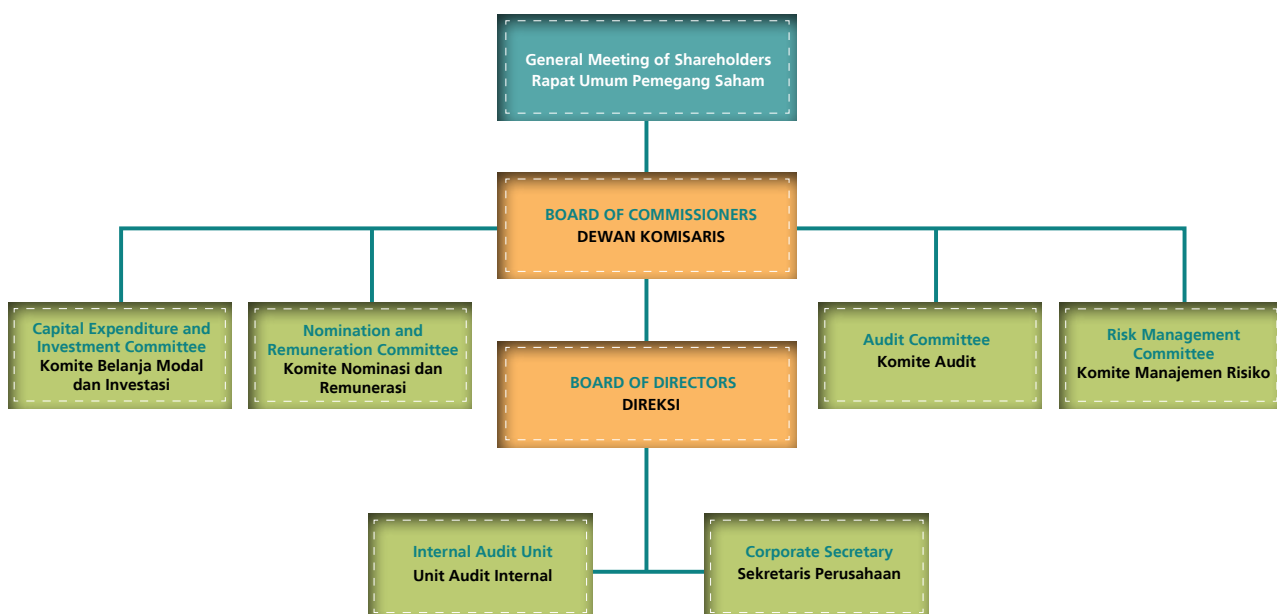 General Meeting of Shareholders
Rapat Umum Pemegang Saham
BOARD OF COMMISSIONERS
DEWAN KOMISARIS
Capital Expenditure and
Investment Committee
Komite Belanja Modal
dan Investasi
Nomination and
Remuneration Committee
Komite Nominasi dan
Remunerasi
Audit Committee
Komite Audit
Risk Management
Committee
Komite Manajemen Risiko
BOARD OF DIRECTORS
DIREKSI
Internal Audit Unit
Unit Audit Internal
Corporate Secretary
Sekretaris Perusahaan